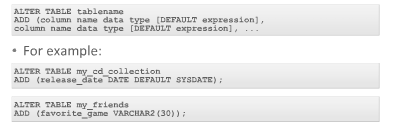 ALTER TABLE tablename
ADD (column name data type [DEFAULT expression],
column name data type [DEFAULT expression], ...
• For example:
ALTER TABLE my_cd_collection
ADD (release_date DATE DEFAULT SYSDATE);
ALTER TABLE my_friends
ADD (favorite_game VARCHAR2(30));